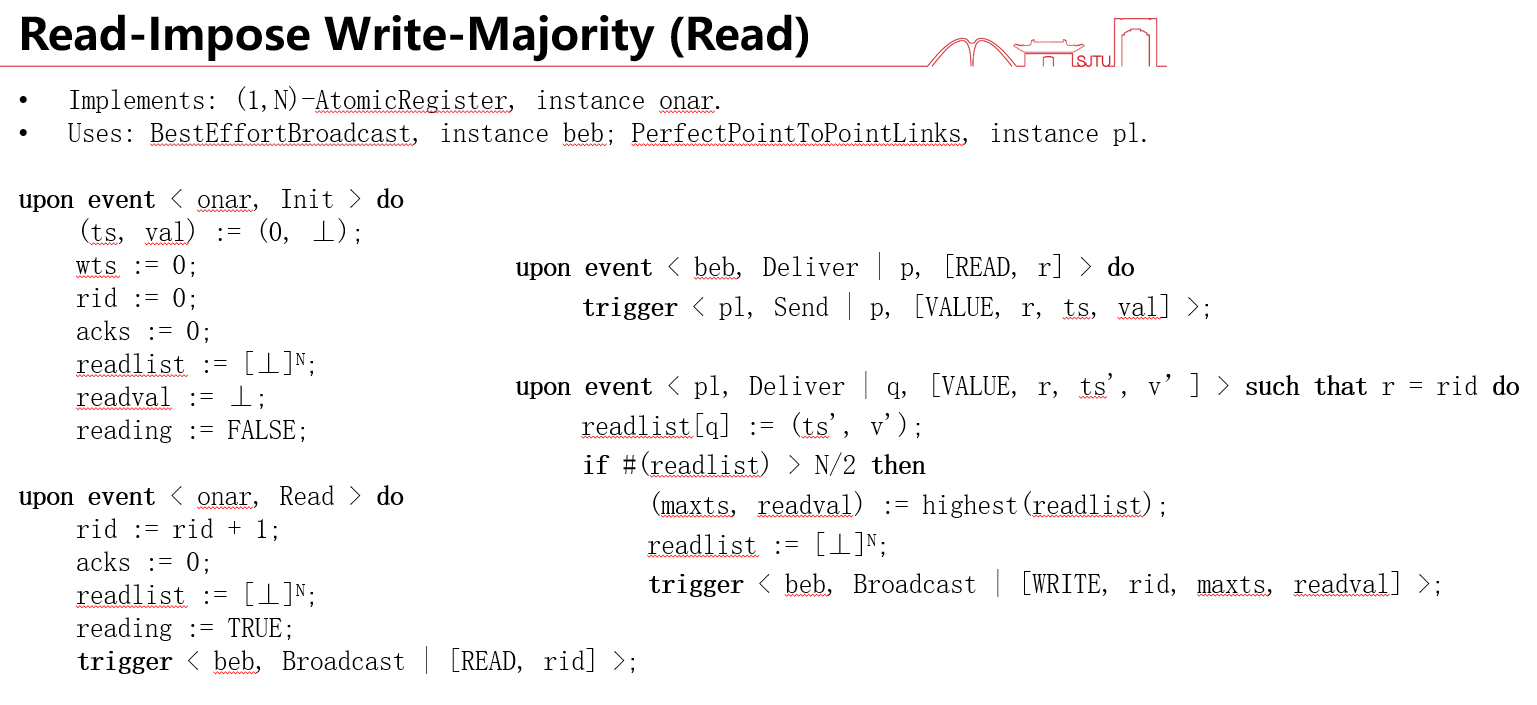 Read-Impose Write-Majority (Read)
SJTU
• Implements: (1,N)-AtomicRegister, instance onar.
• Uses: BestEffortBroadcast, instance beb; PerfectPointToPointLinks, instance pl.
upon event < onar, Init > do
(ts, val) := (0, ⊥);
wts := 0;
rid := 0;
acks := 0;
readlist := [⊥]ᴺ;
readval := ⊥;
reading := FALSE;
upon event < onar, Read > do
rid := rid + 1;
acks := 0;
readlist := [⊥]ᴺ;
reading := TRUE;
trigger < beb, Broadcast | [READ, rid] >;
upon event < beb, Deliver | p, [READ, r] > do
trigger < pl, Send | p, [VALUE, r, ts, val] >;
upon event < pl, Deliver | q, [VALUE, r, ts', v’ ] > such that r = rid do
readlist[q] := (ts', v');
if #(readlist) > N/2 then
(maxts, readval) := highest(readlist);
readlist := [⊥]ᴺ;
trigger < beb, Broadcast | [WRITE, rid, maxts, readval] >;